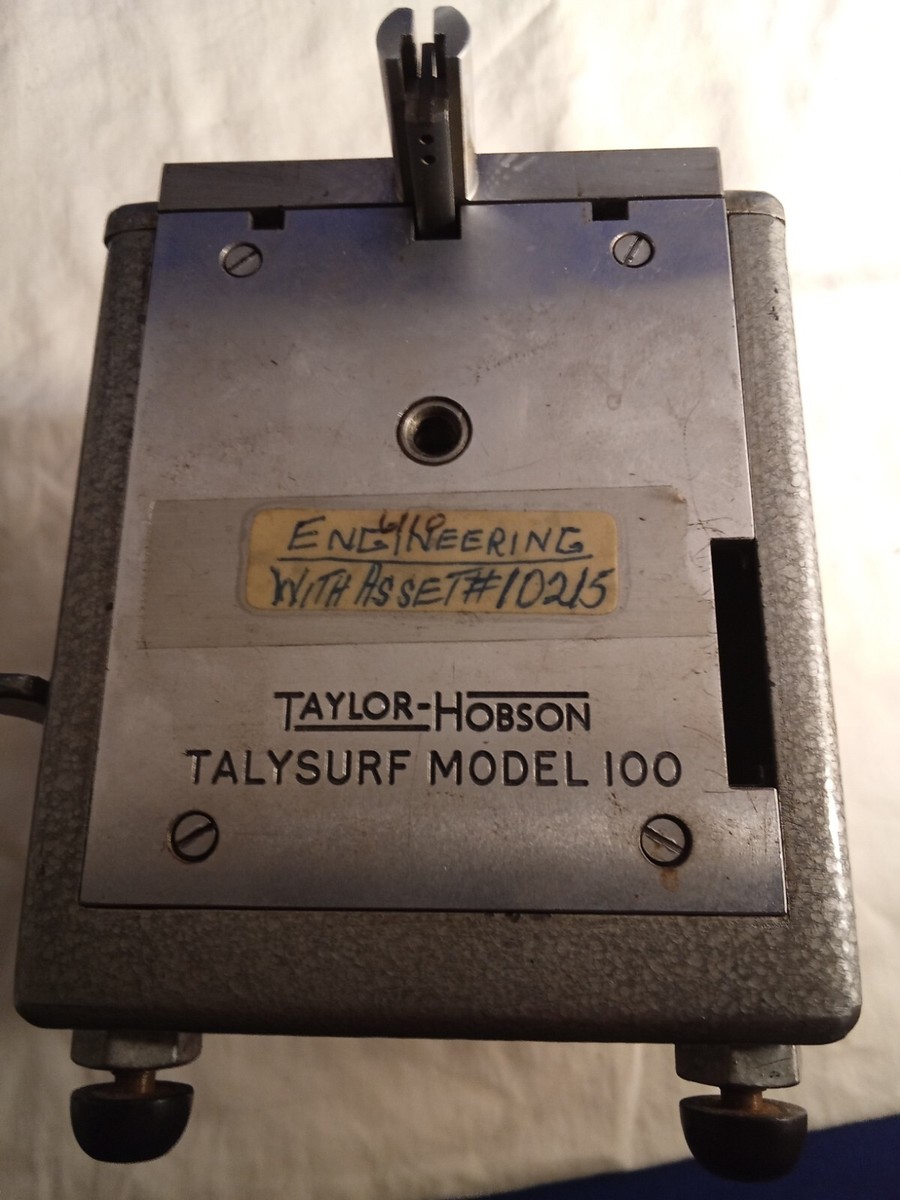 ENGINEERING
WITH ASSET#10215
TAYLOR-HOBSON
TALYSURF MODEL 100